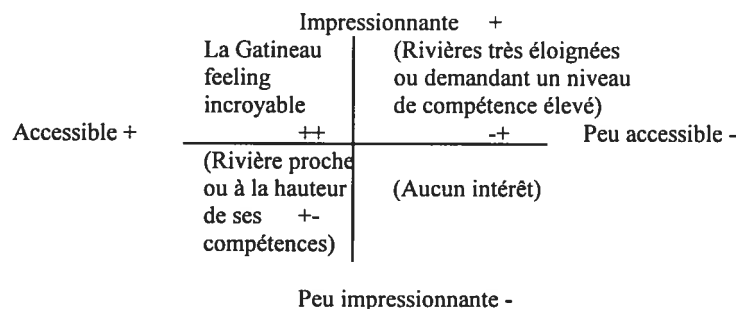 Impressionnante +
La Gatineau
feeling
incroyable
++
(Rivières très éloignées
ou demandant un niveau
de compétence élevé)
-+
Accessible +
Peu accessible -
(Rivière proche
ou à la hauteur
de ses +-
compétences)
(Aucun intérêt)
Peu impressionnante -